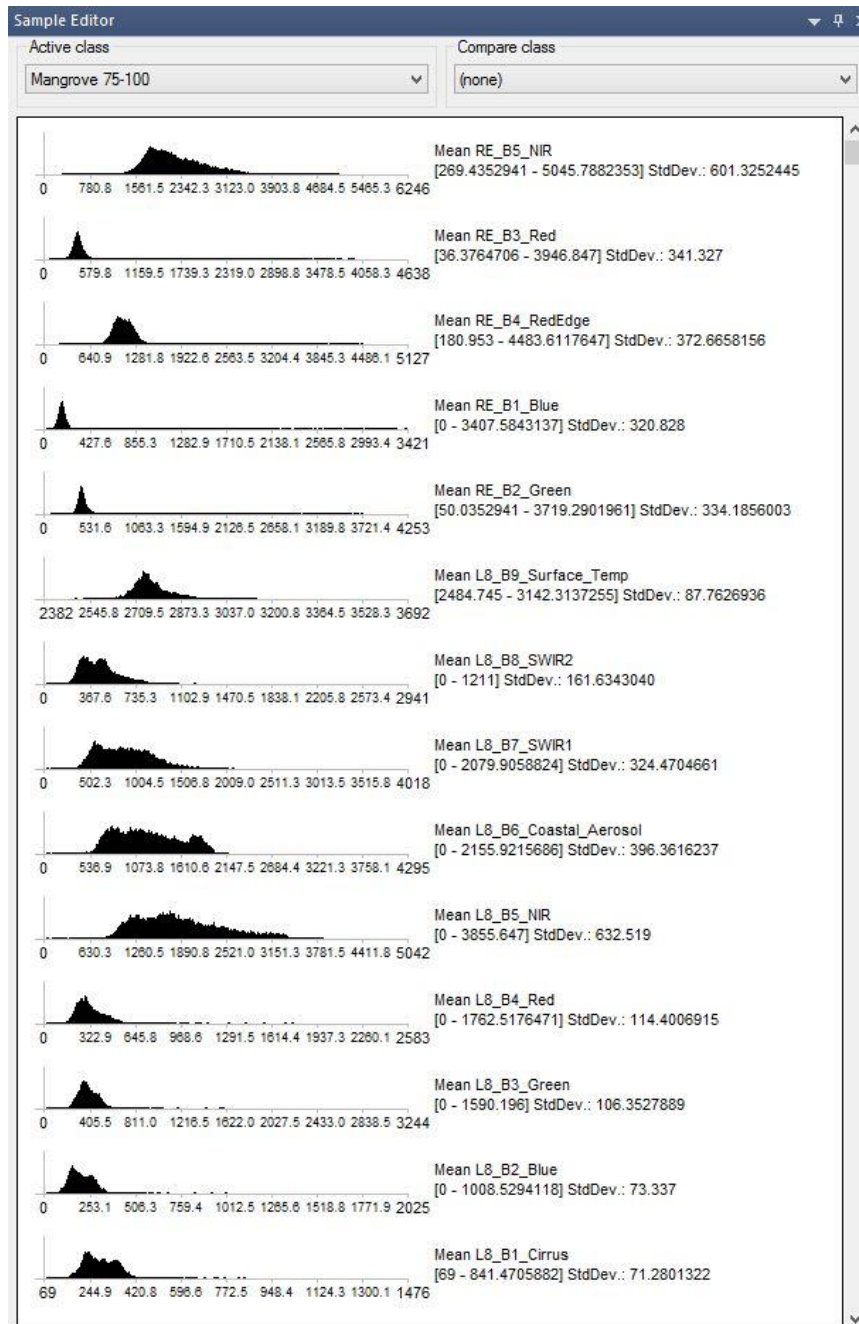 Sample Editor
Active class
Compare class
Mangrove 75-100
(none)
Mean RE_B5_NIR
[269.4352941 - 5045.7882353] StdDev.: 601.3252445
0 780.8 1561.5 2342.3 3123.0 3903.8 4684.5 5465.3 6246
Mean RE_B3_Red
[36.3764706 - 3946.847] StdDev.: 341.327
0 579.8 1159.5 1739.3 2319.0 2898.8 3478.5 4058.3 4638
Mean RE_B4_RedEdge
[180.953 - 4483.6117647] StdDev.: 372.6658156
0 640.9 1281.8 1922.6 2563.5 3204.4 3845.3 4486.1 5127
Mean RE_B1_Blue
[0 - 3407.5843137] StdDev.: 320.828
0 427.6 855.3 1282.9 1710.5 2138.1 2565.8 2993.4 3421
Mean RE_B2_Green
[50.0352941 - 3719.2901961] StdDev.: 334.1856003
0 531.6 1063.3 1594.9 2126.5 2658.1 3189.8 3721.4 4253
Mean L8_B9_Surface_Temp
[2484.745 - 3142.3137255] StdDev.: 87.7626936
2382 2545.8 2709.5 2873.3 3037.0 3200.8 3364.5 3528.3 3692
Mean L8_B8_SWIR2
[0 - 1211] StdDev.: 161.6343040
0 367.6 735.3 1102.9 1470.5 1838.1 2205.8 2573.4 2941
Mean L8_B7_SWIR1
[0 - 2079.9058824] StdDev.: 324.4704661
0 502.3 1004.5 1506.8 2009.0 2511.3 3013.5 3515.8 4018
Mean L8_B6_Coastal_Aerosol
[0 - 2155.9215686] StdDev.: 396.3616237
0 536.9 1073.8 1610.6 2147.5 2684.4 3221.3 3758.1 4295
Mean L8_B5_NIR
[0 - 3855.647] StdDev.: 632.519
0 630.3 1260.5 1890.8 2521.0 3151.3 3781.5 4411.8 5042
Mean L8_B4_Red
[0 - 1762.5176471] StdDev.: 114.4006915
0 322.9 645.8 968.6 1291.5 1614.4 1937.3 2260.1 2583
Mean L8_B3_Green
[0 - 1590.196] StdDev.: 106.3527889
0 405.5 811.0 1216.5 1622.0 2027.5 2433.0 2838.5 3244
Mean L8_B2_Blue
[0 - 1008.5294118] StdDev.: 73.337
0 253.1 506.3 759.4 1012.5 1265.6 1518.8 1771.9 2025
Mean L8_B1_Cirrus
[69 - 841.4705882] StdDev.: 71.2801322
69 244.9 420.8 596.6 772.5 948.4 1124.3 1300.1 1476